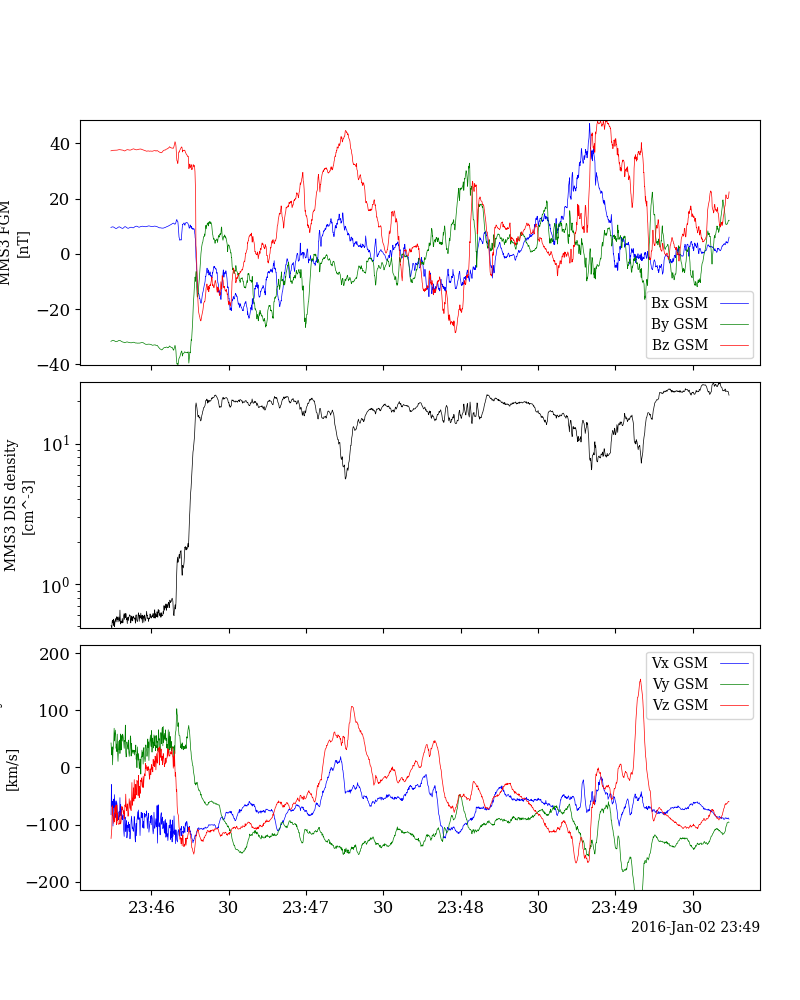 40
20
0
−20
−40
MMS3 FGM
[nT]
Bx GSM
By GSM
Bz GSM
10^1
10^0
MMS3 DIS density
[cm^-3]
200
100
0
−100
−200
[km/s]
Vx GSM
Vy GSM
Vz GSM
23:46 30 23:47 30 23:48 30 23:49 30
2016-Jan-02 23:49